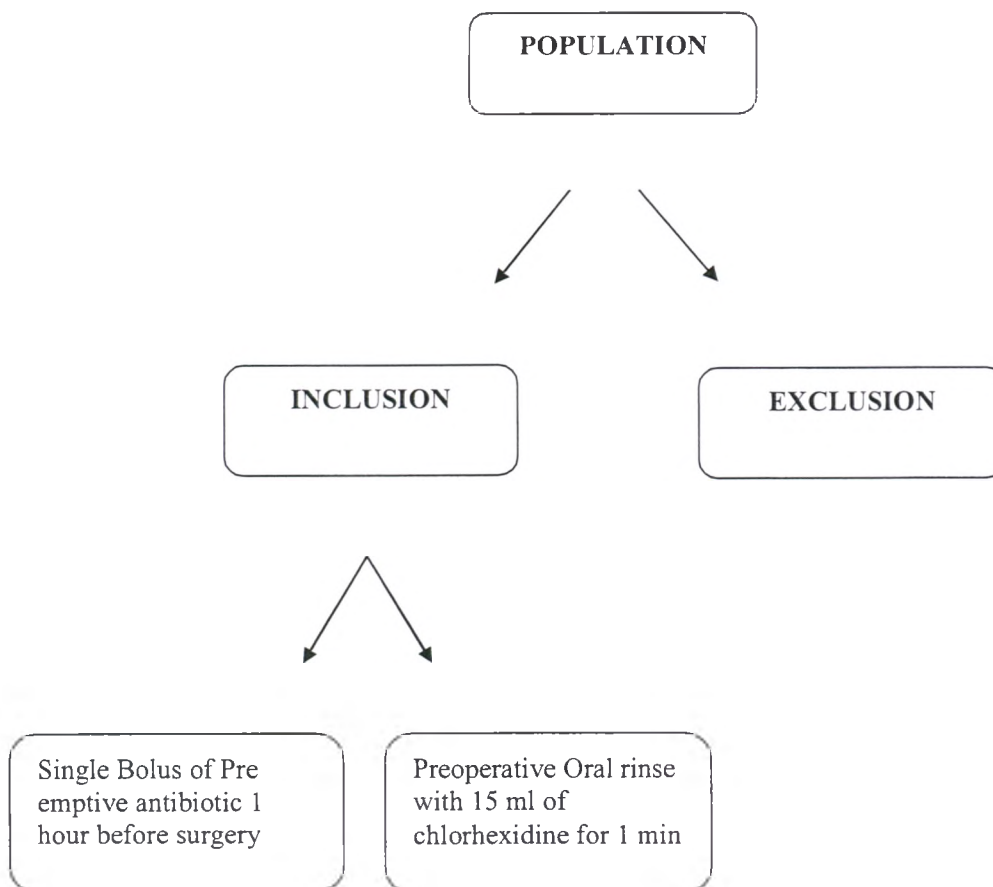 POPULATION
INCLUSION
EXCLUSION
Single Bolus of Pre
emptive antibiotic 1
hour before surgery
Preoperative Oral rinse
with 15 ml of
chlorhexidine for 1 min